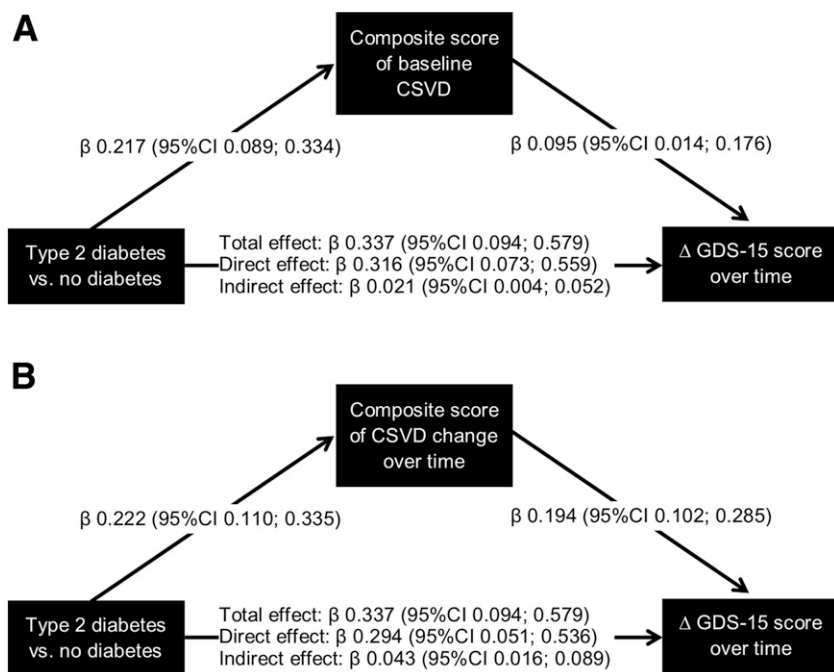 A
Composite score
of baseline
CSVD
β 0.217 (95%CI 0.089; 0.334)
β 0.095 (95%CI 0.014; 0.176)
Type 2 diabetes
vs. no diabetes
Total effect: β 0.337 (95%CI 0.094; 0.579)
Direct effect: β 0.316 (95%CI 0.073; 0.559)
Indirect effect: β 0.021 (95%CI 0.004; 0.052)
Δ GDS-15 score
over time
B
Composite score
of CSVD change
over time
β 0.222 (95%CI 0.110; 0.335)
β 0.194 (95%CI 0.102; 0.285)
Type 2 diabetes
vs. no diabetes
Total effect: β 0.337 (95%CI 0.094; 0.579)
Direct effect: β 0.294 (95%CI 0.051; 0.536)
Indirect effect: β 0.043 (95%CI 0.016; 0.089)
Δ GDS-15 score
over time